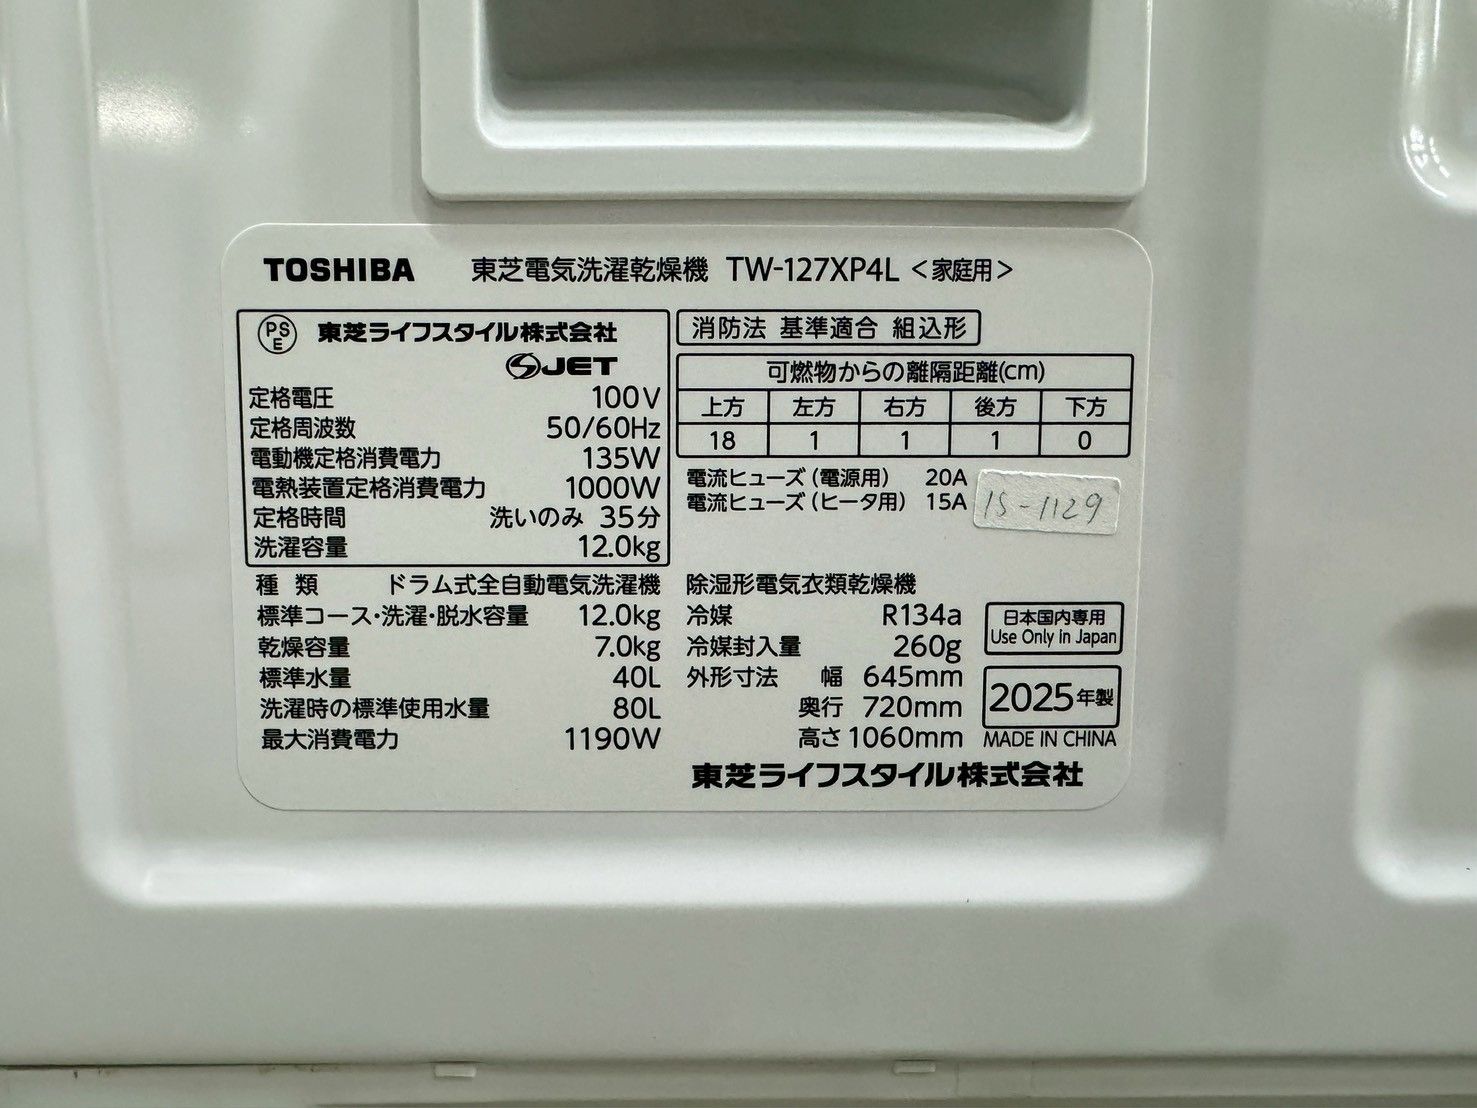 TOSHIBA 東芝電気洗濯乾燥機 TW-127XP4L <家庭用>
PSE 東芝ライフスタイル株式会社
S JET
定格電圧 100V
定格周波数 50/60Hz
電動機定格消費電力 135W
電熱装置定格消費電力 1000W
定格時間 洗いのみ 35分
洗濯容量 12.0kg
種 類 ドラム式全自動電気洗濯機
標準コース・洗濯・脱水容量 12.0kg
乾燥容量 7.0kg
標準水量 40L
洗濯時の標準使用水量 80L
最大消費電力 1190W
消防法 基準適合 組込形
可燃物からの離隔距離(cm)
上方 左方 右方 後方 下方
18 1 1 1 0
電流ヒューズ(電源用) 20A
電流ヒューズ(ヒータ用) 15A
IS-1129
除湿形電気衣類乾燥機
冷媒 R134a
冷媒封入量 260g
外形寸法 幅 645mm
奥行 720mm
高さ 1060mm
日本国内専用
Use Only in Japan
2025年製
MADE IN CHINA
東芝ライフスタイル株式会社